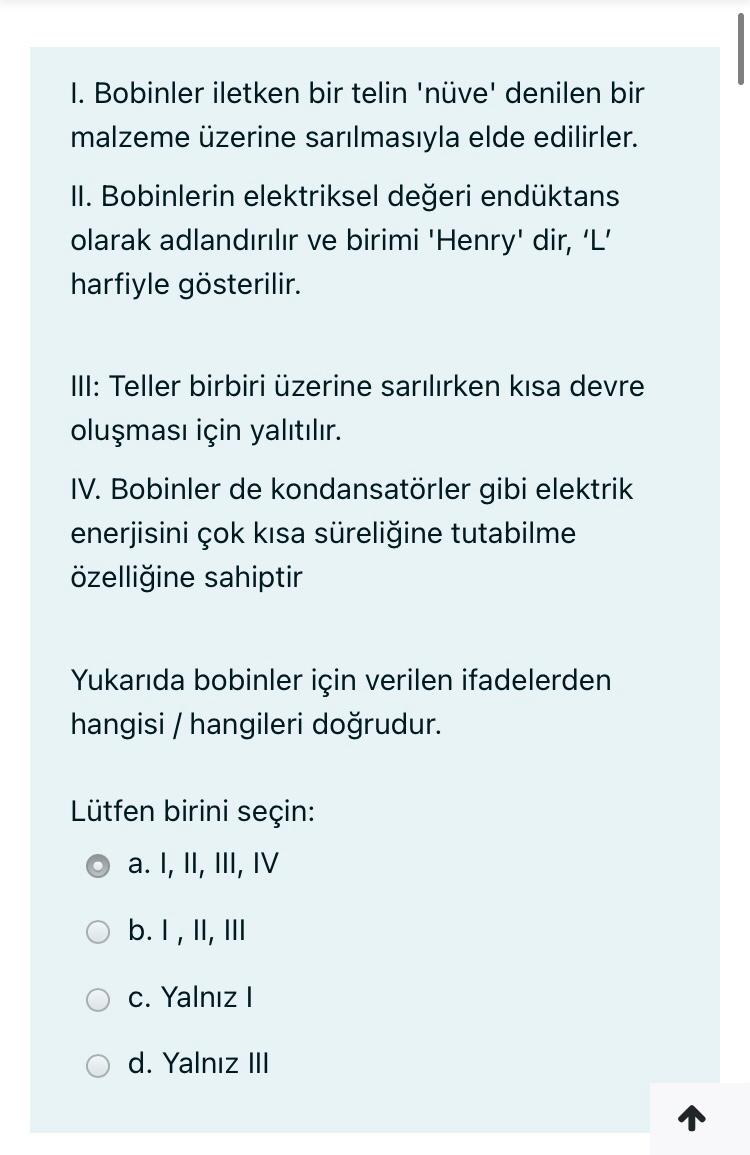 I. Bobinler iletken bir telin 'nüve' denilen bir
malzeme üzerine sarılmasıyla elde edilirler.
II. Bobinlerin elektriksel değeri endüktans
olarak adlandırılır ve birimi 'Henry' dir, ‘L’
harfiyle gösterilir.
III: Teller birbiri üzerine sarılırken kısa devre
oluşması için yalıtılır.
IV. Bobinler de kondansatörler gibi elektrik
enerjisini çok kısa süreliğine tutabilme
özelliğine sahiptir
Yukarıda bobinler için verilen ifadelerden
hangisi / hangileri doğrudur.
Lütfen birini seçin:
a. I, II, III, IV
b. I , II, III
c. Yalnız I
d. Yalnız III